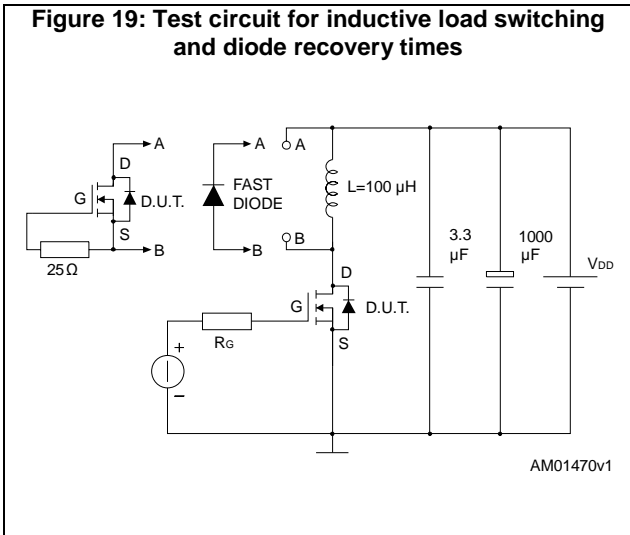 Figure 19: Test circuit for inductive load switching
and diode recovery times
A
D
G
D.U.T.
S
B
25Ω
A
FAST
DIODE
B
A
L=100 µH
B
D
G
D.U.T.
S
RG
+
−
3.3
µF
1000
µF
VDD
AM01470v1